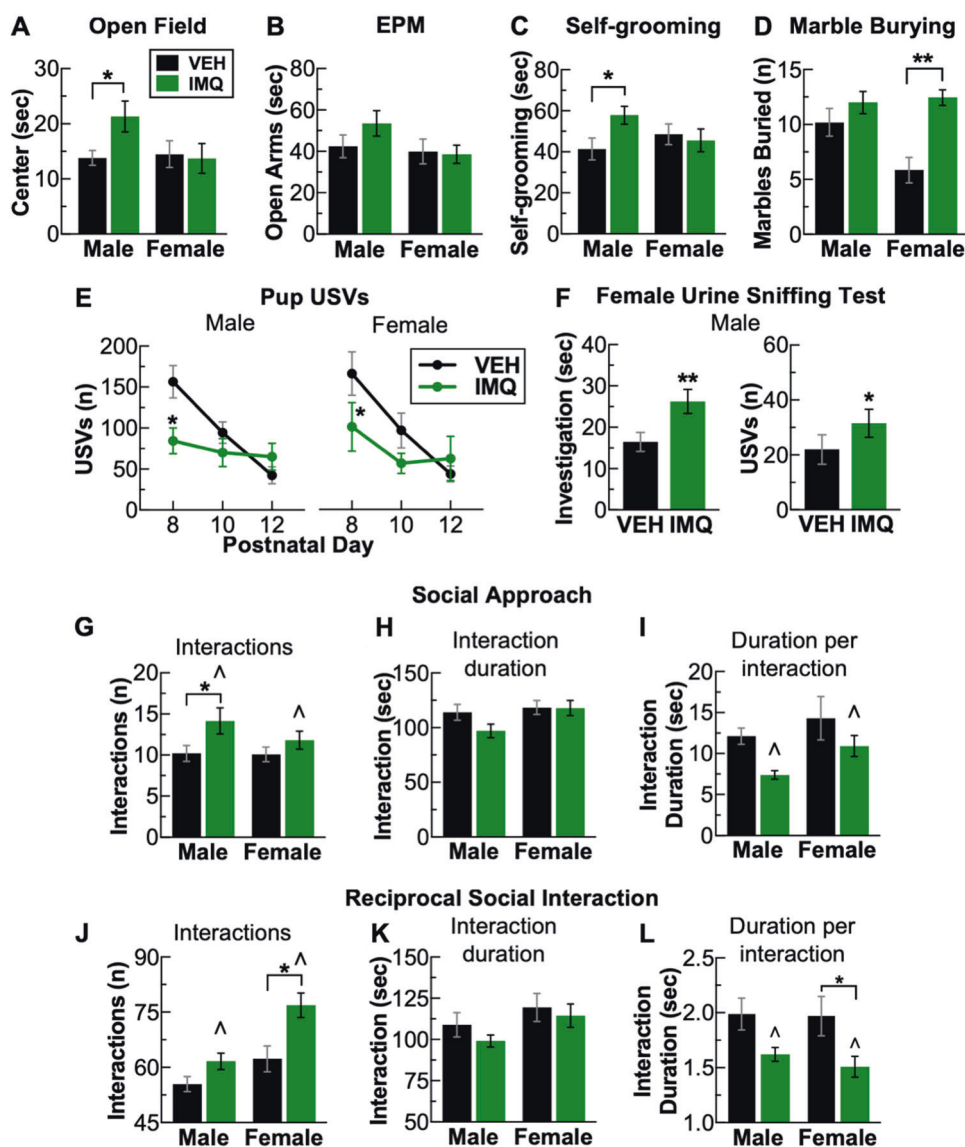 A Open Field
VEH
IMQ
Center (sec)
30
20
10
0
*
Male Female
B EPM
Open Arms (sec)
80
60
40
20
0
Male Female
C Self-grooming
Self-grooming (sec)
80
60
40
20
0
*
Male Female
D Marble Burying
Marbles Buried (n)
15
10
5
0
**
Male Female
E Pup USVs
Male Female
VEH
IMQ
USVs (n)
200
150
100
50
0
*
*
8 10 12 8 10 12
Postnatal Day
F Female Urine Sniffing Test
Male
Investigation (sec)
40
30
20
10
0
**
VEH IMQ
USVs (n)
60
40
20
0
*
VEH IMQ
Social Approach
G Interactions
Interactions (n)
20
15
10
5
0
* ^ ^
Male Female
H Interaction
duration
Interaction (sec)
150
100
50
0
Male Female
I Duration per
interaction
Interaction
Duration (sec)
20
15
10
5
0
^ ^
Male Female
Reciprocal Social Interaction
J Interactions
Interactions (n)
90
75
60
45
^ * ^
Male Female
K Interaction
duration
Interaction (sec)
150
125
100
75
50
Male Female
L Duration per
interaction
Interaction
Duration (sec)
2.5
2.0
1.5
1.0
^ * ^
Male Female